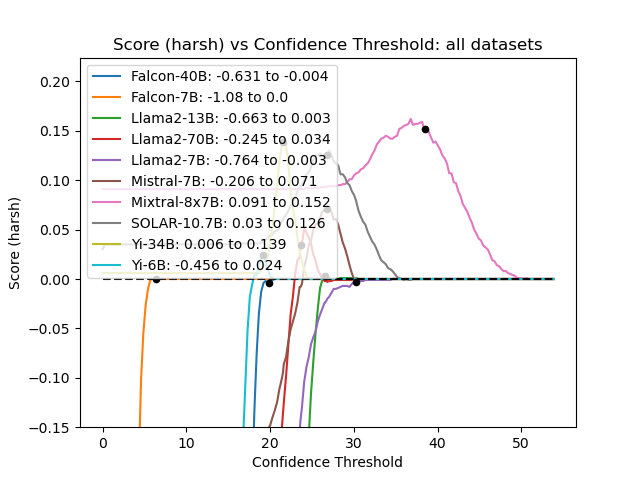 Score (harsh) vs Confidence Threshold: all datasets
Falcon-40B: -0.631 to -0.004
Falcon-7B: -1.08 to 0.0
Llama2-13B: -0.663 to 0.003
Llama2-70B: -0.245 to 0.034
Llama2-7B: -0.764 to -0.003
Mistral-7B: -0.206 to 0.071
Mixtral-8x7B: 0.091 to 0.152
SOLAR-10.7B: 0.03 to 0.126
Yi-34B: 0.006 to 0.139
Yi-6B: -0.456 to 0.024
Score (harsh)
0.20
0.15
0.10
0.05
0.00
−0.05
−0.10
−0.15
0 10 20 30 40 50
Confidence Threshold